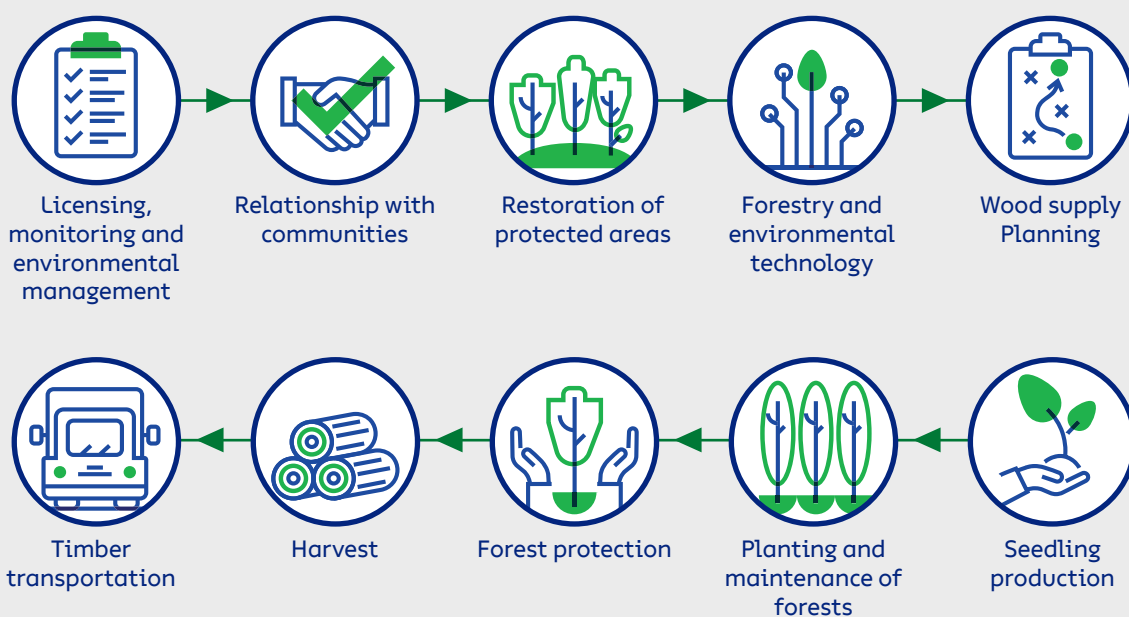 Licensing,
monitoring and
environmental
management
Relationship with
communities
Restoration of
protected areas
Forestry and
environmental
technology
Wood supply
Planning
Timber
transportation
Harvest
Forest protection
Planting and
maintenance of
forests
Seedling
production